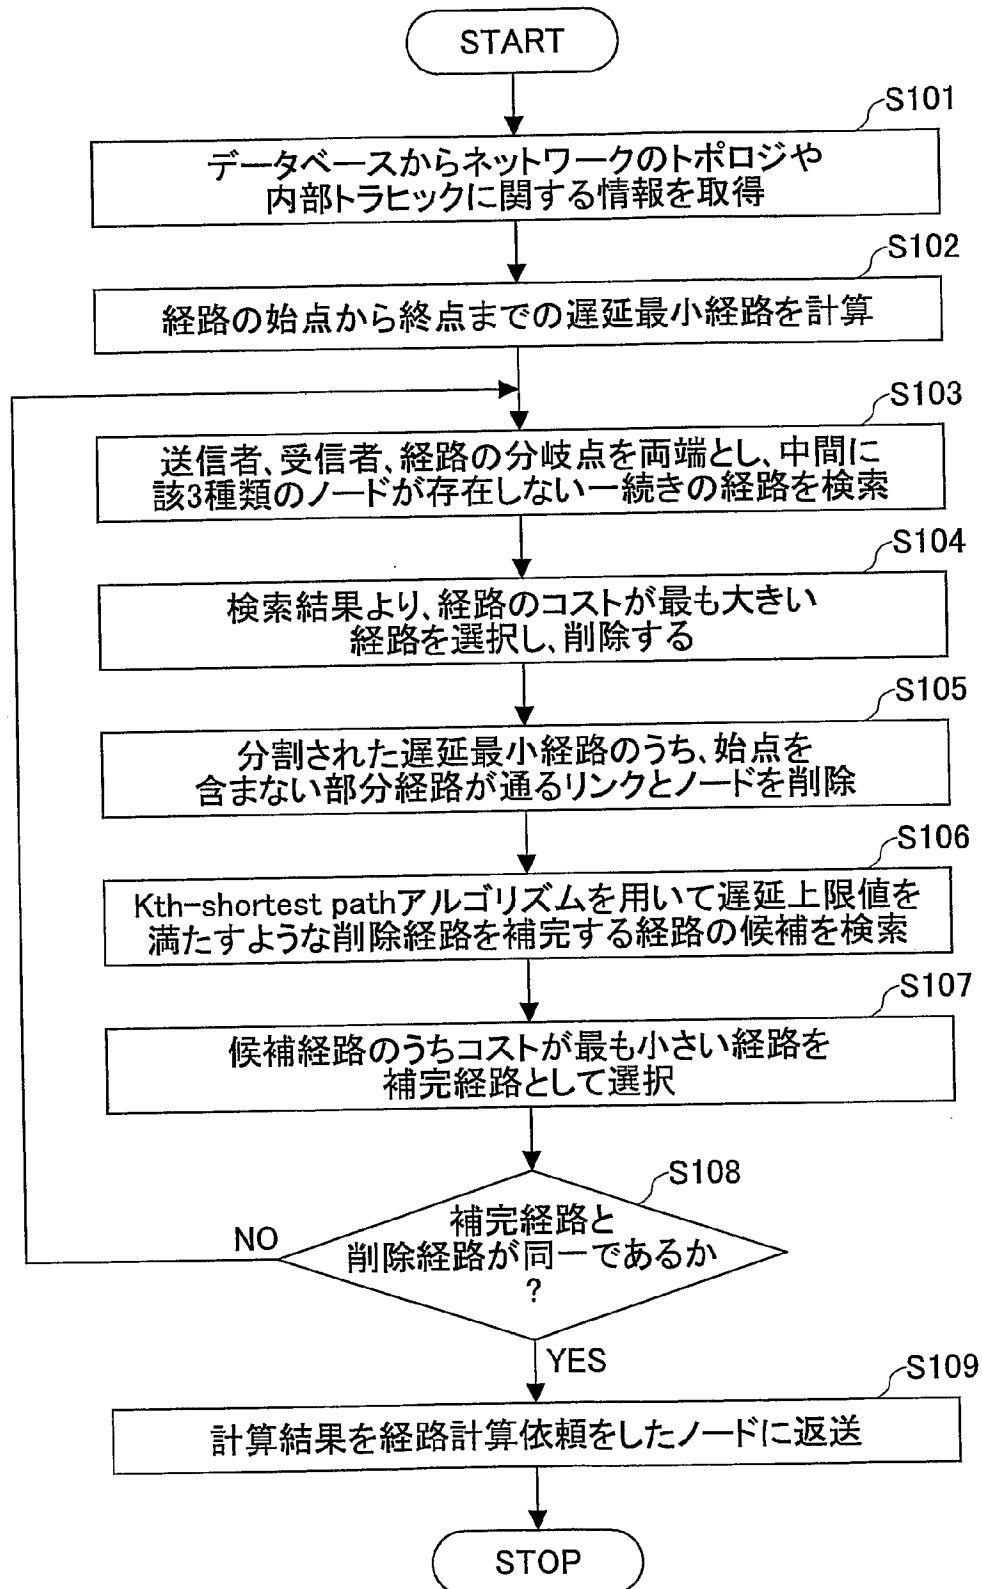 START
S101
データベースからネットワークのトポロジや
内部トラヒックに関する情報を取得
S102
経路の始点から終点までの遅延最小経路を計算
S103
送信者、受信者、経路の分岐点を両端とし、中間に
該3種類のノードが存在しない一続きの経路を検索
S104
検索結果より、経路のコストが最も大きい
経路を選択し、削除する
S105
分割された遅延最小経路のうち、始点を
含まない部分経路が通るリンクとノードを削除
S106
Kth-shortest pathアルゴリズムを用いて遅延上限値を
満たすような削除経路を補完する経路の候補を検索
S107
候補経路のうちコストが最も小さい経路を
補完経路として選択
S108
補完経路と
削除経路が同一であるか
?
NO
YES
S109
計算結果を経路計算依頼をしたノードに返送
STOP